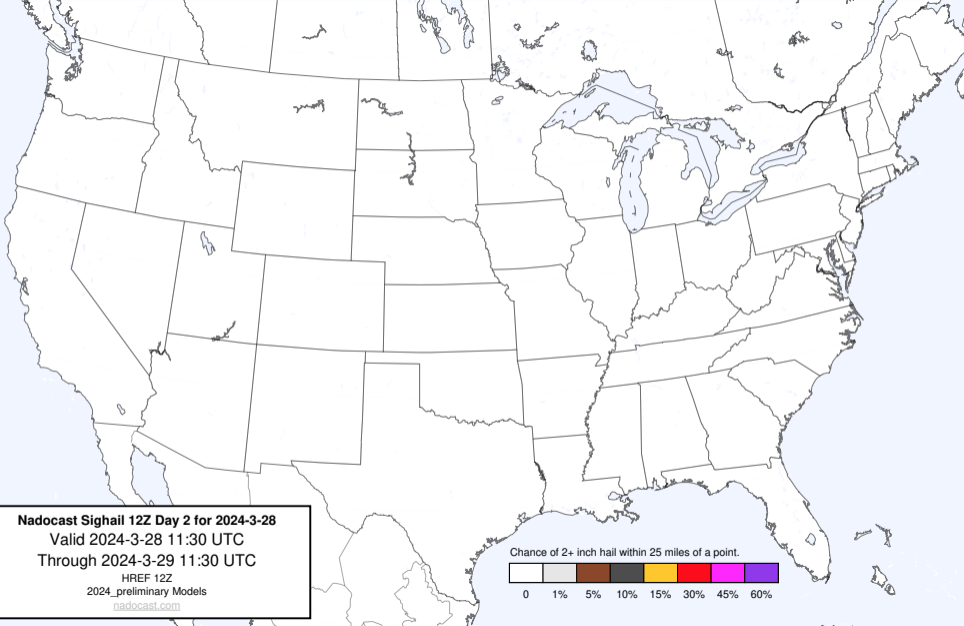 Nadocast Sighail 12Z Day 2 for 2024-3-28
Valid 2024-3-28 11:30 UTC
Through 2024-3-29 11:30 UTC
HREF 12Z
2024_preliminary Models
nadocast.com
Chance of 2+ inch hail within 25 miles of a point.
0 1% 5% 10% 15% 30% 45% 60%